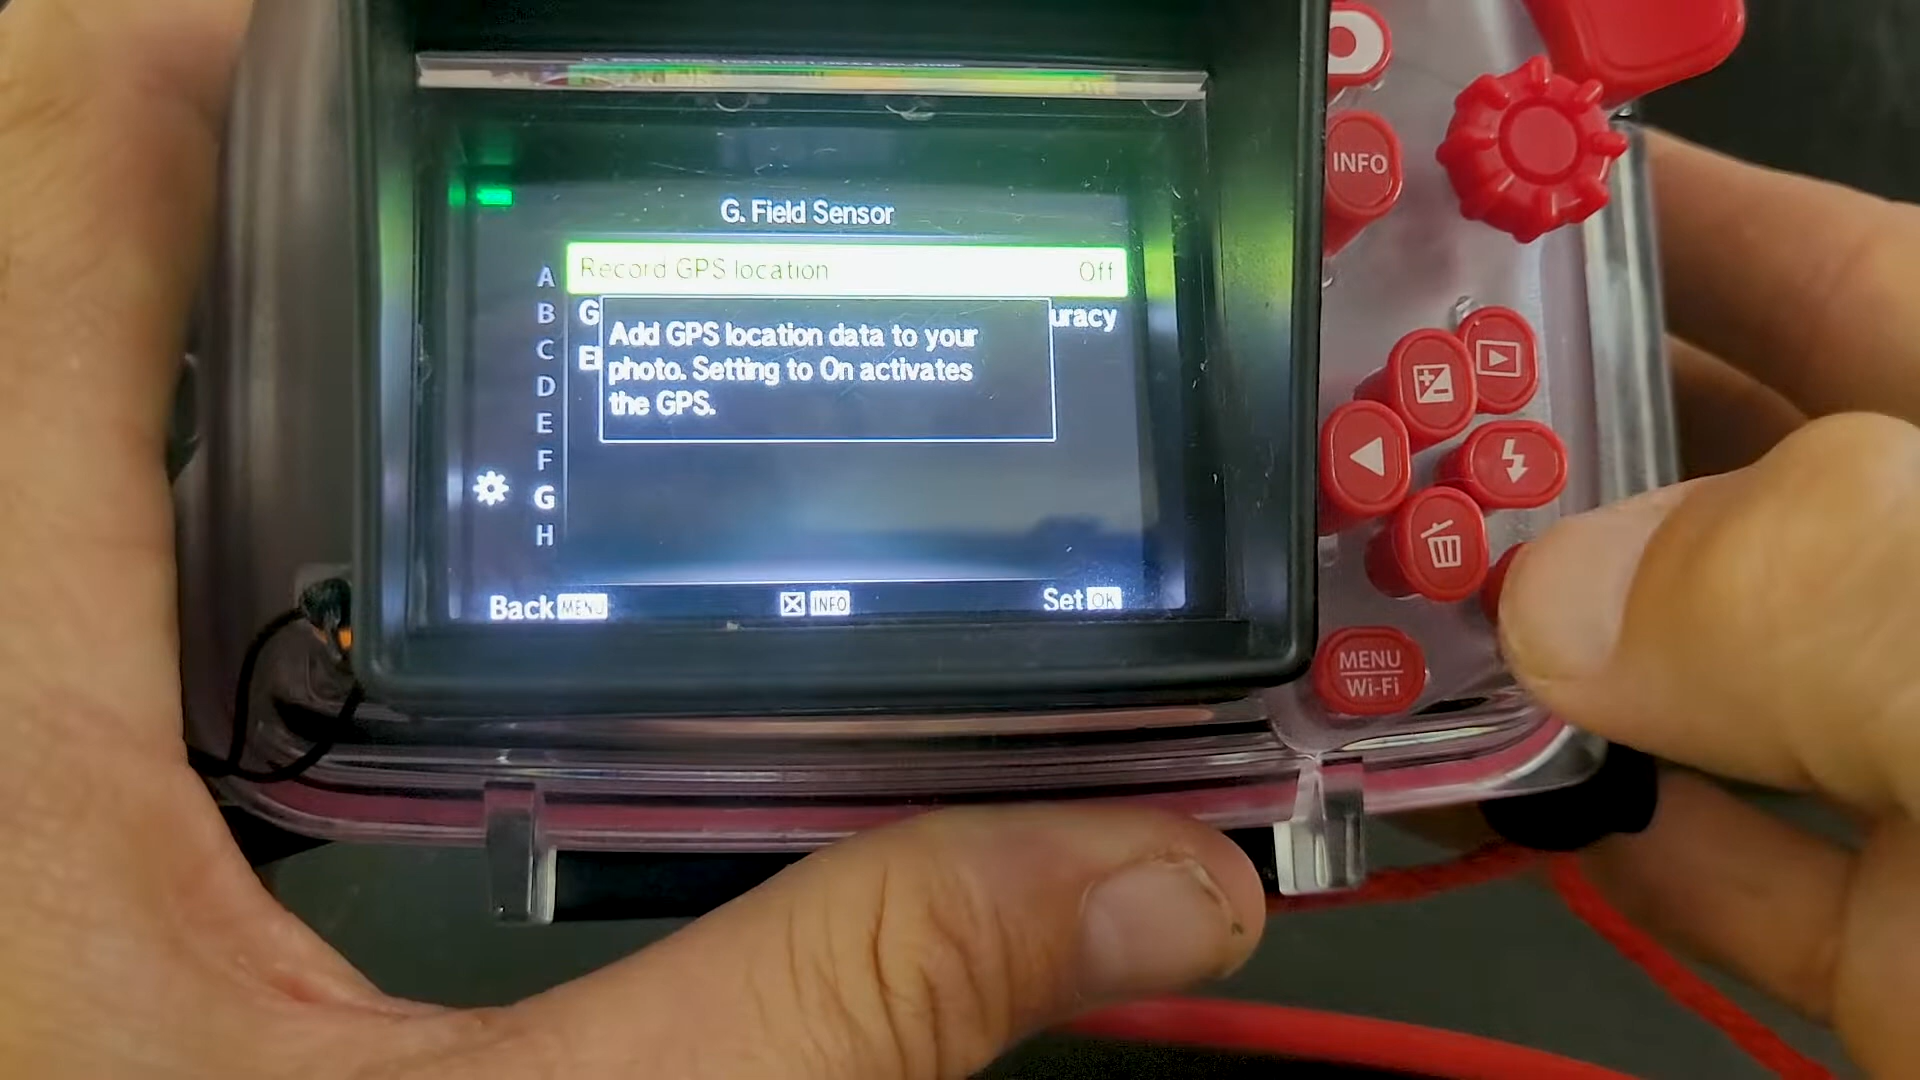 G. Field Sensor
Record GPS location Off
G uracy
Add GPS location data to your
photo. Setting to On activates
the GPS.
A
B
C
D
E
F
G
H
Back MENU
INFO
Set OK
INFO
MENU
Wi-Fi